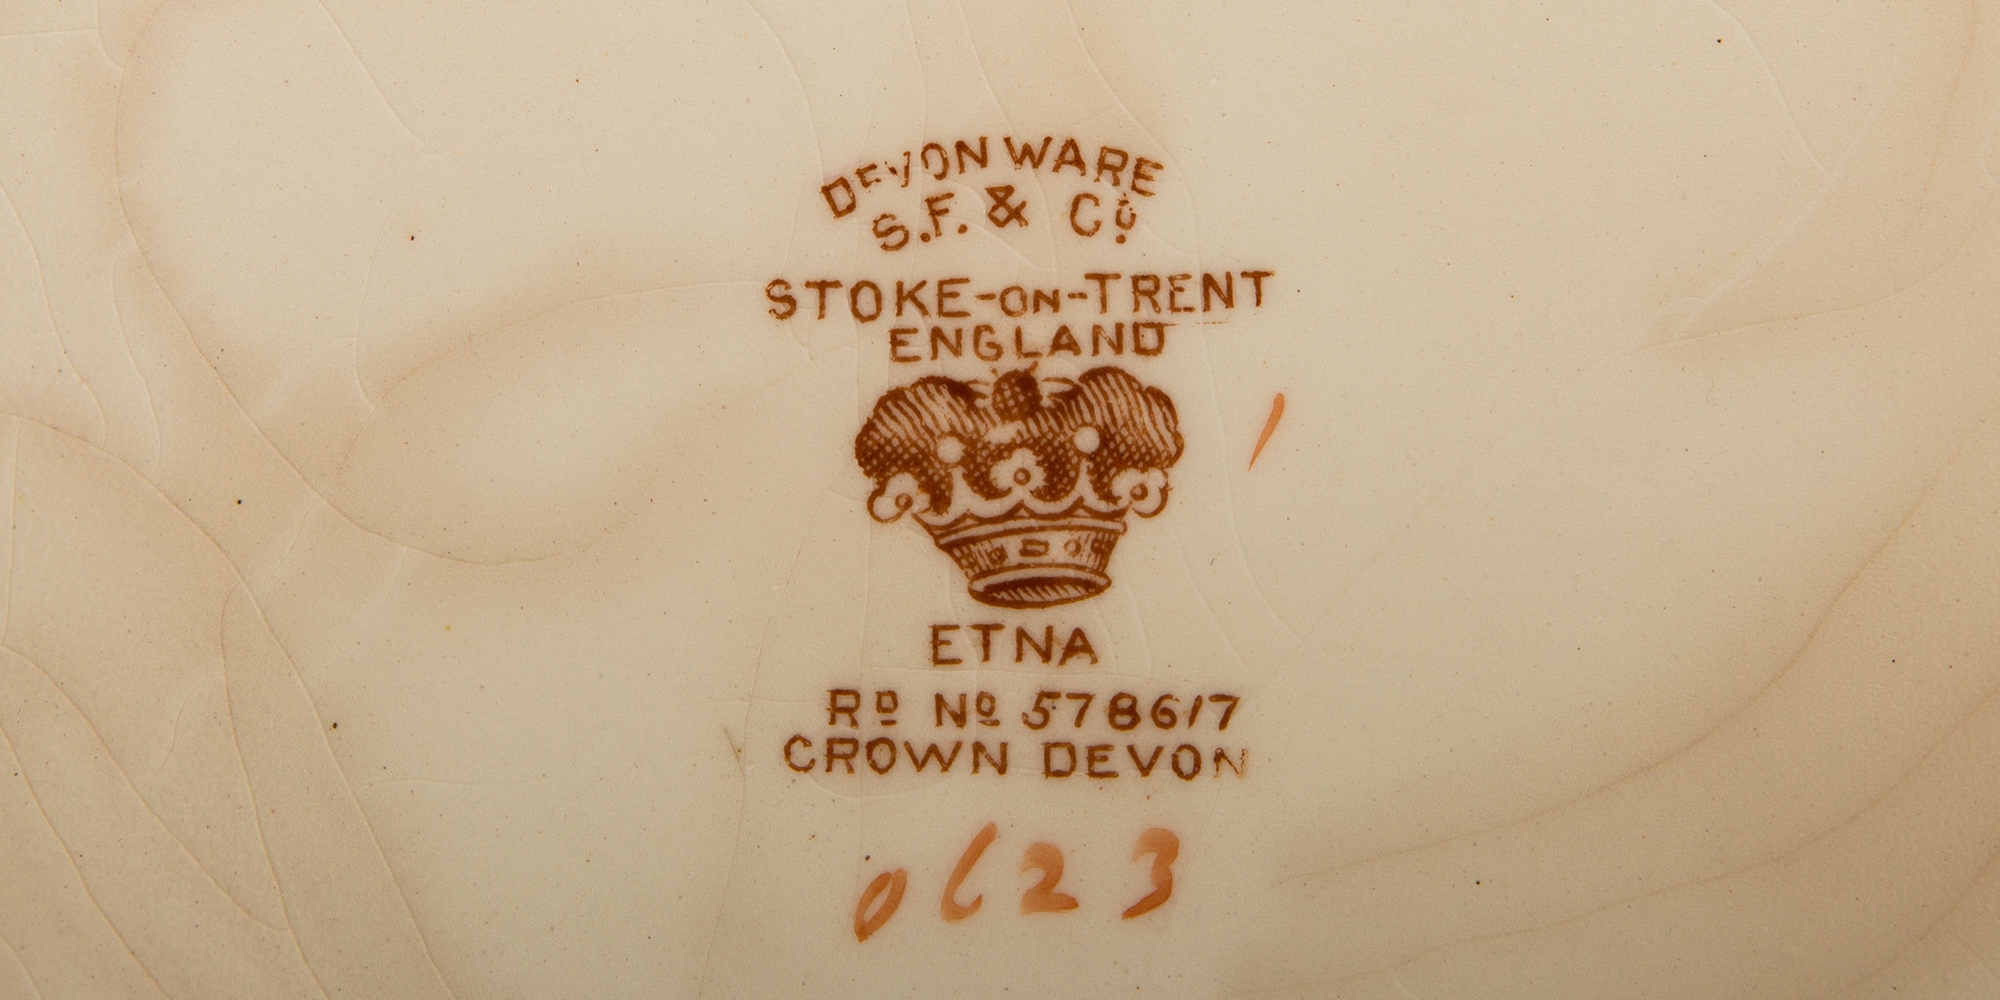 DEVON WARE
S.F. & Co
STOKE-ON-TRENT
ENGLAND
ETNA
RD No 578617
CROWN DEVON
0623